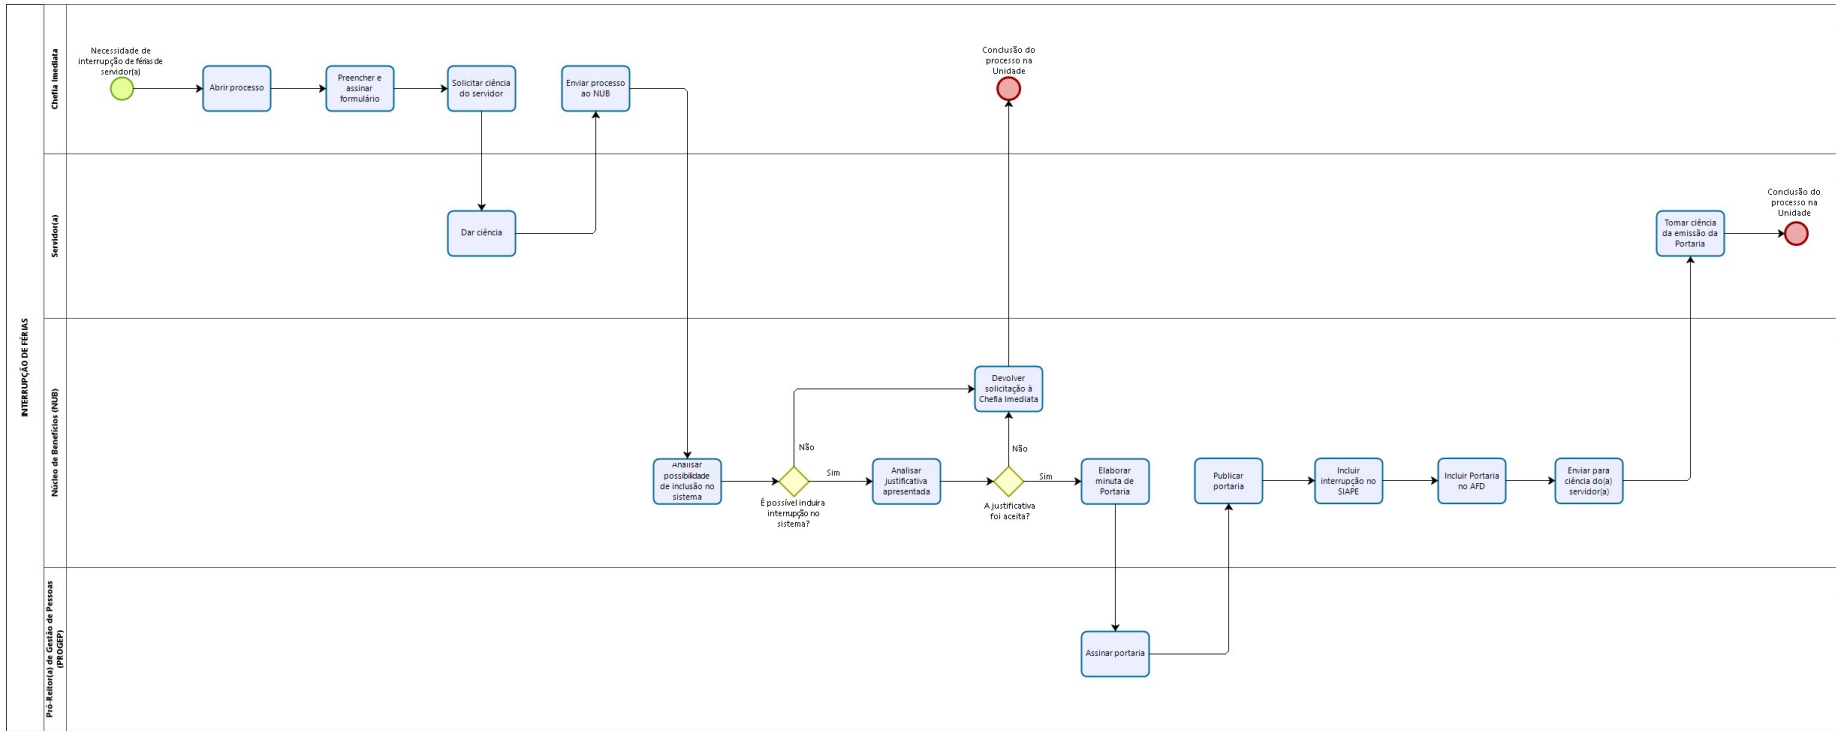 INTERRUPÇÃO DE FÉRIAS
Chefia Imediata
Necessidade de
interrupção de férias de
servidor(a)
Abrir processo
Preencher e
assinar
formulário
Solicitar ciência
do servidor
Enviar processo
ao NUB
Conclusão do
processo na
Unidade
Servidor(a)
Dar ciência
Tomar ciência
da emissão da
Portaria
Conclusão do
processo na
Unidade
Núcleo de Benefícios (NUB)
Analisar
possibilidade
de inclusão no
sistema
Não
Sim
É possível induira
interrupção no
sistema?
Analisar
justificativa
apresentada
Devolver
solicitação à
Chefia Imediata
Não
Sim
A justificativa
foi aceita?
Elaborar
minuta de
Portaria
Publicar
portaria
Incluir
interrupção no
SIAPE
Incluir Portaria
no AFD
Enviar para
ciência do(a)
servidor(a)
Pró-Reitor(a) de Gestão de Pessoas
(PROGEP)
Assinar portaria